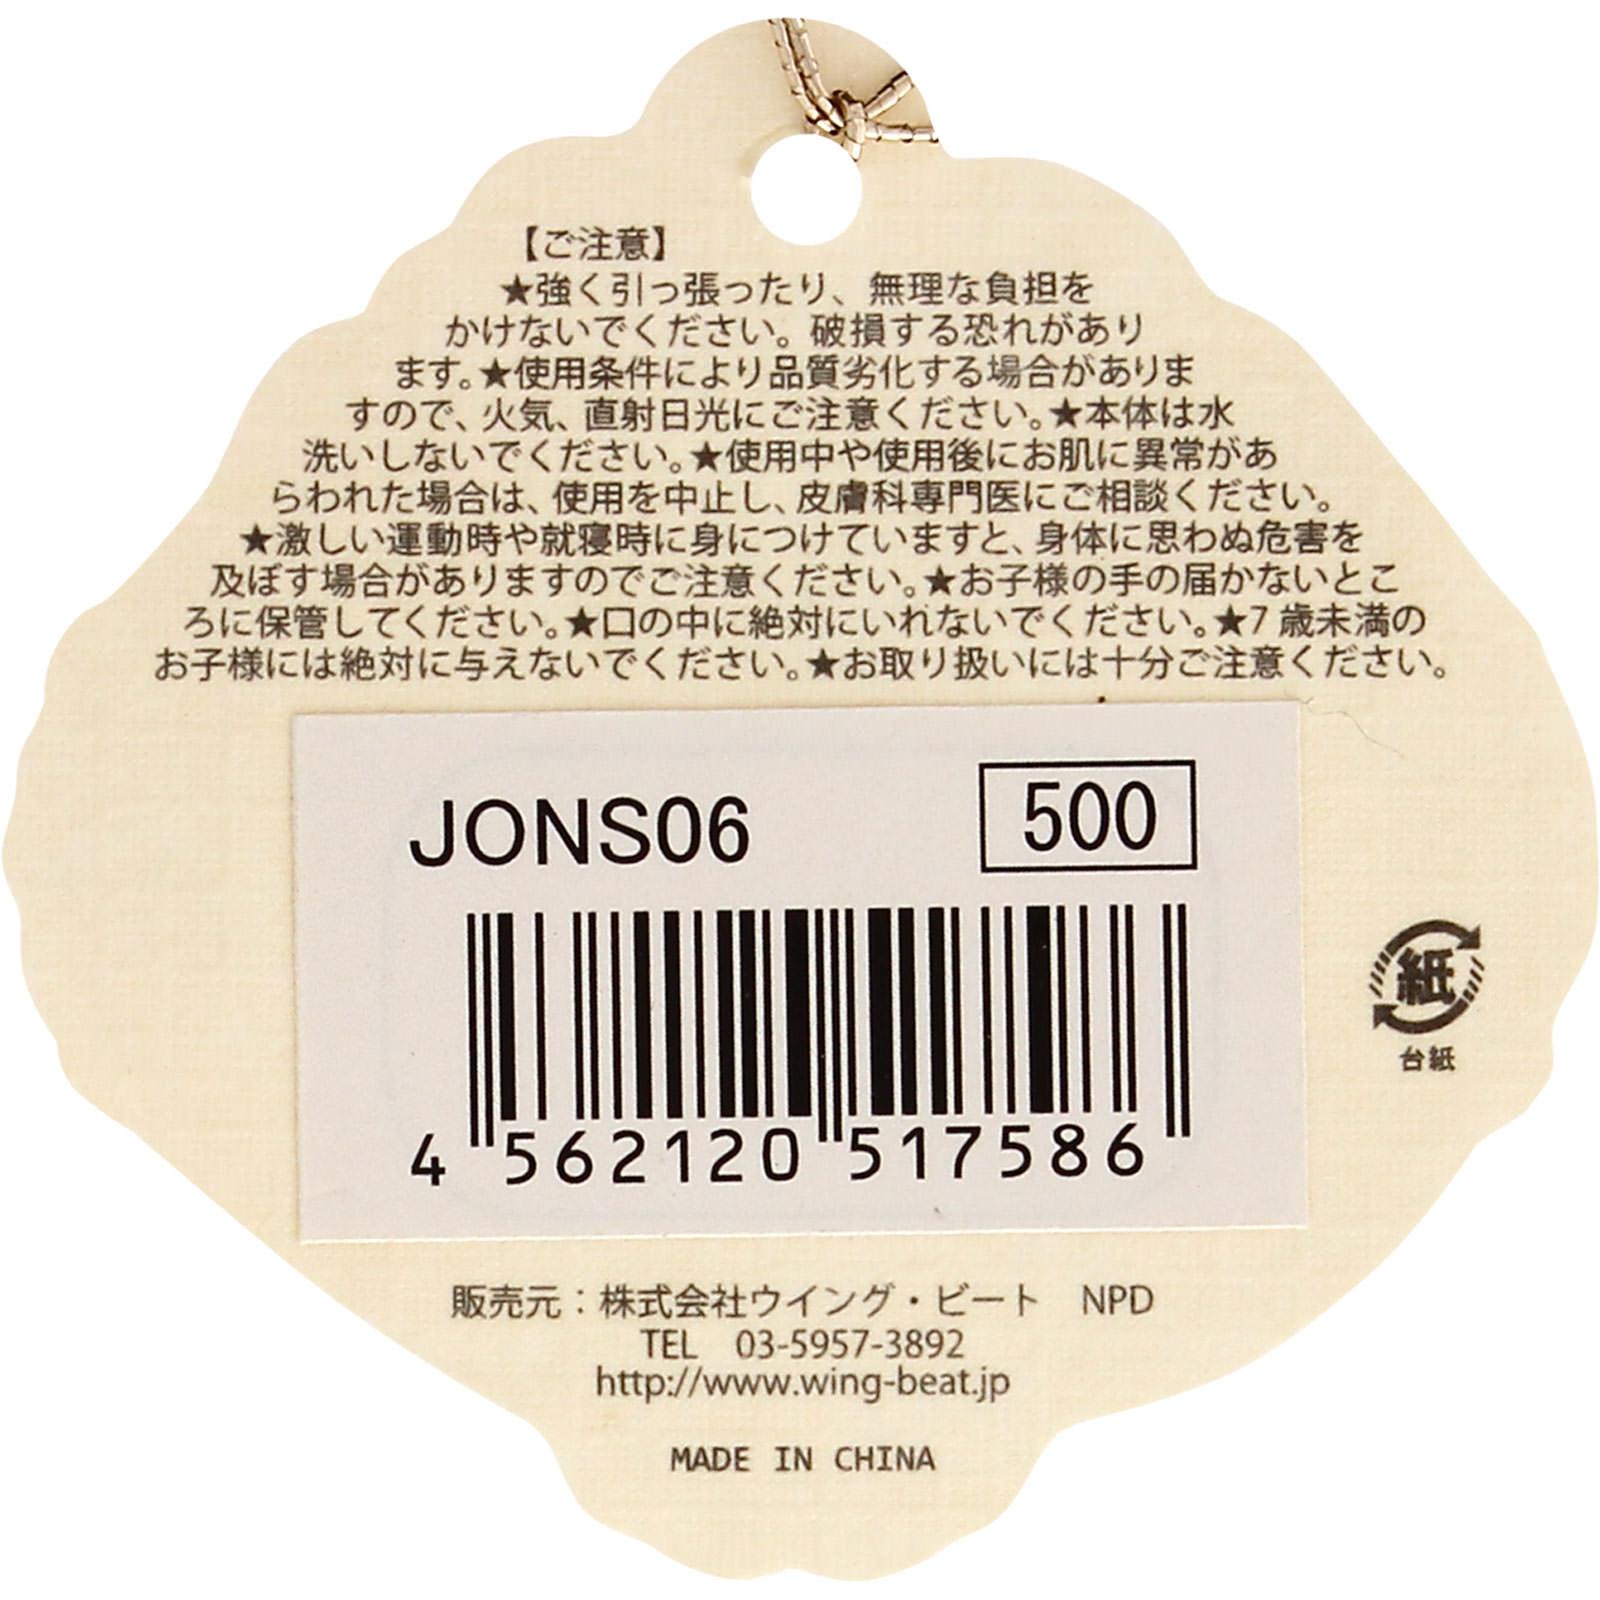 【ご注意】
★強く引っ張ったり、無理な負担を
かけないでください。破損する恐れがあり
ます。★使用条件により品質劣化する場合がありま
すので、火気、直射日光にご注意ください。★本体は水
洗いしないでください。★使用中や使用後にお肌に異常があ
らわれた場合は、使用を中止し、皮膚科専門医にご相談ください。
★激しい運動時や就寝時に身につけていますと、身体に思わぬ危害を
及ぼす場合がありますのでご注意ください。★お子様の手の届かないとこ
ろに保管してください。★口の中に絶対にいれないでください。★7 歳未満の
お子様には絶対に与えないでください。★お取り扱いには十分ご注意ください。
JONS06
500
4 562120 517586
紙
台紙
販売元：株式会社ウイング・ビート　NPD
TEL　03-5957-3892
http://www.wing-beat.jp
MADE IN CHINA